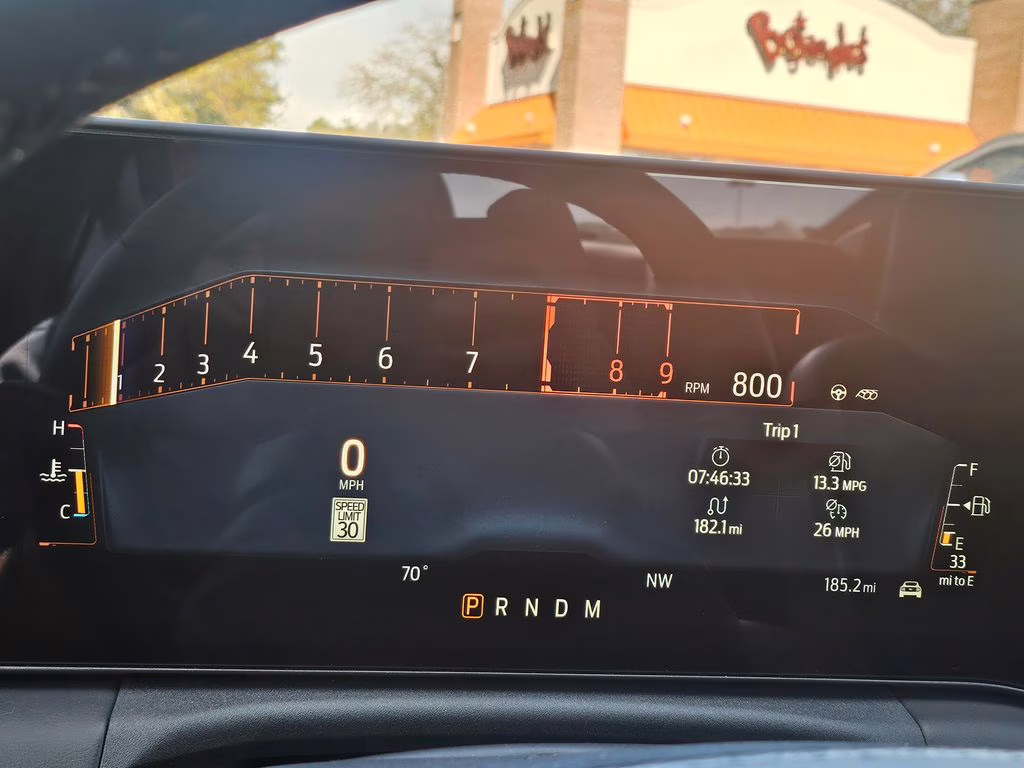 Bojangles
1 2 3 4 5 6 7 8 9 RPM 800
H
C
0
MPH
SPEED
LIMIT
30
Trip 1
07:46:33 13.3 MPG
182.1 mi 26 MPH
F
E
33
mi to E
70° NW 185.2 mi
P R N D M